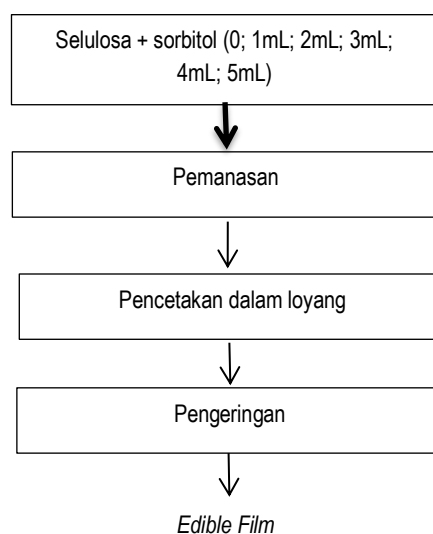 Selulosa + sorbitol (0; 1mL; 2mL; 3mL;
4mL; 5mL)
Pemanasan
Pencetakan dalam loyang
Pengeringan
Edible Film